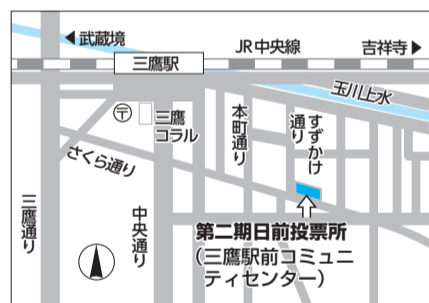 ◀武蔵境
JR中央線
吉祥寺▶
三鷹駅
玉川上水
〒
三鷹
コラル
本町通り
すずかけ
通り
さくら通り
三鷹通り
中央通り
第二期日前投票所
(三鷹駅前コミュニ
ティセンター)